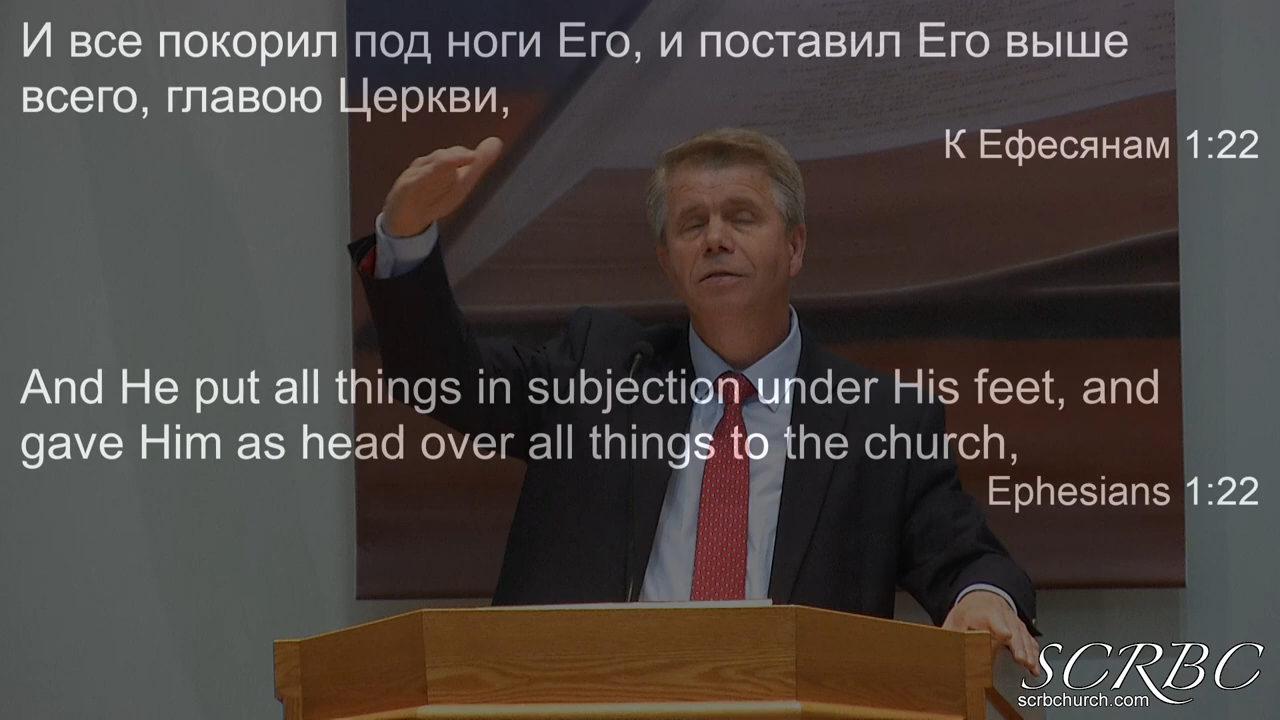 И все покорил под ноги Его, и поставил Его выше
всего, главою Церкви,
К Ефесянам 1:22
And He put all things in subjection under His feet, and
gave Him as head over all things to the church,
Ephesians 1:22
SCRBC
scrbchurch.com